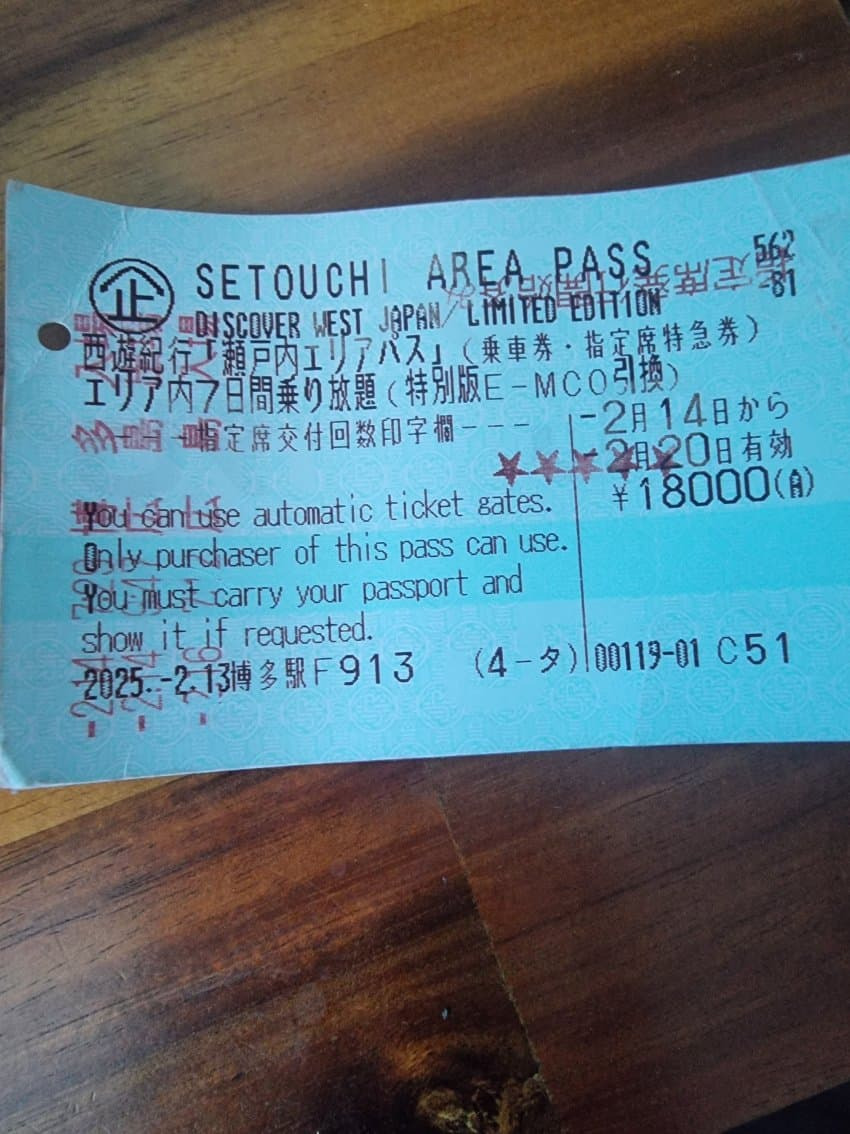 企 SETOUCHI AREA PASS 562
DISCOVER WEST JAPAN/LIMITED EDITION -81
西遊紀行「瀬戸内エリアパス」(乗車券・指定席特急券)
エリア内7日間乗り放題(特別版E-MCO引換)
指定席交付回数印字欄---
-2月14日から
-2月20日有効
★★★★★
¥18000
You can use automatic ticket gates.
Only purchaser of this pass can use.
You must carry your passport and
show it if requested.
2025.-2.13博多駅F913 (4-タ) 00119-01 C51